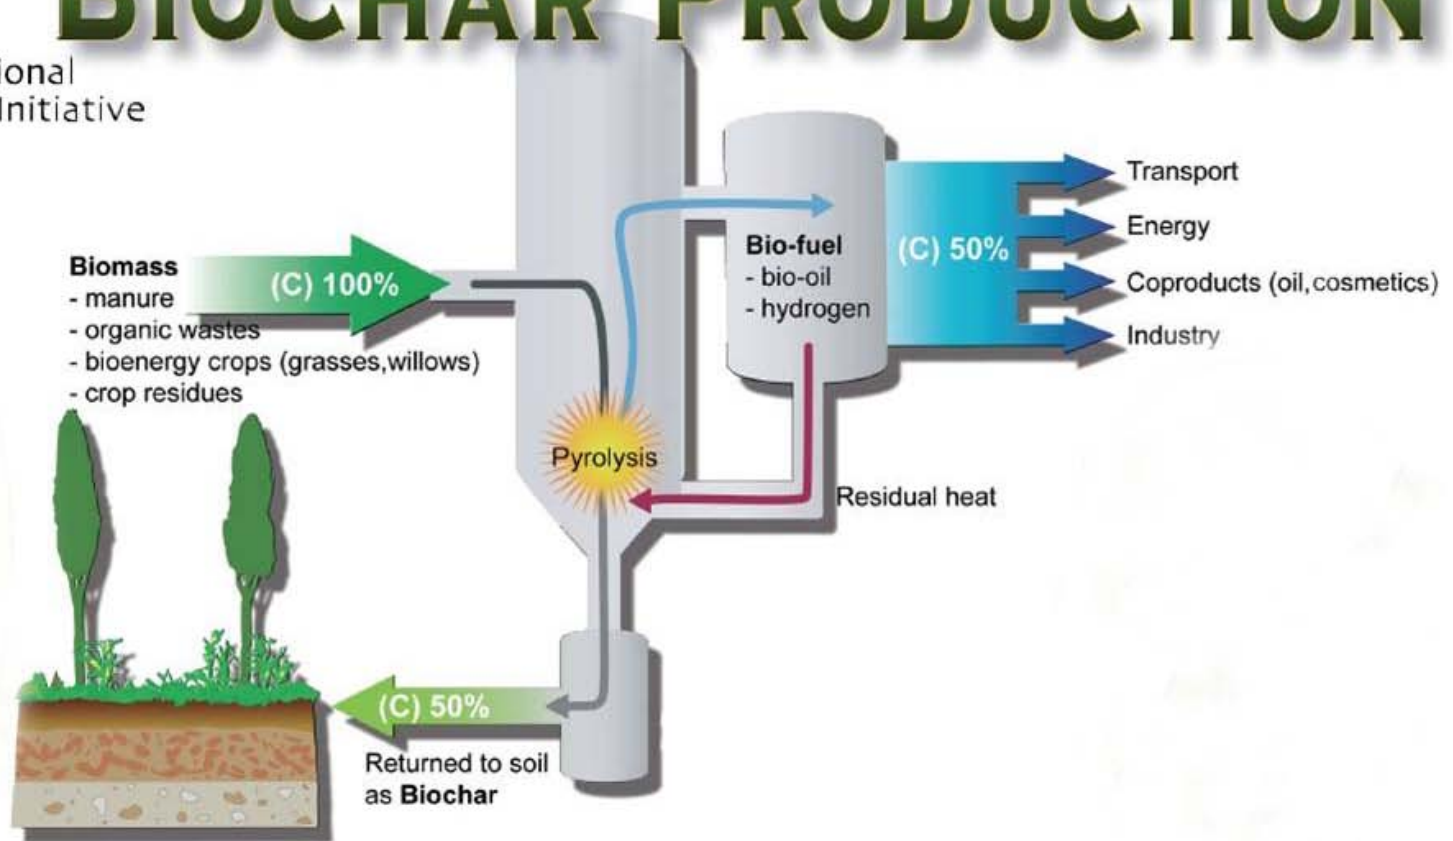 BIOCHAR PRODUCTION
ional
Initiative
Biomass
- manure
- organic wastes
- bioenergy crops (grasses,willows)
- crop residues
(C) 100%
Pyrolysis
Bio-fuel
- bio-oil
- hydrogen
(C) 50%
Transport
Energy
Coproducts (oil,cosmetics)
Industry
Residual heat
(C) 50%
Returned to soil
as Biochar